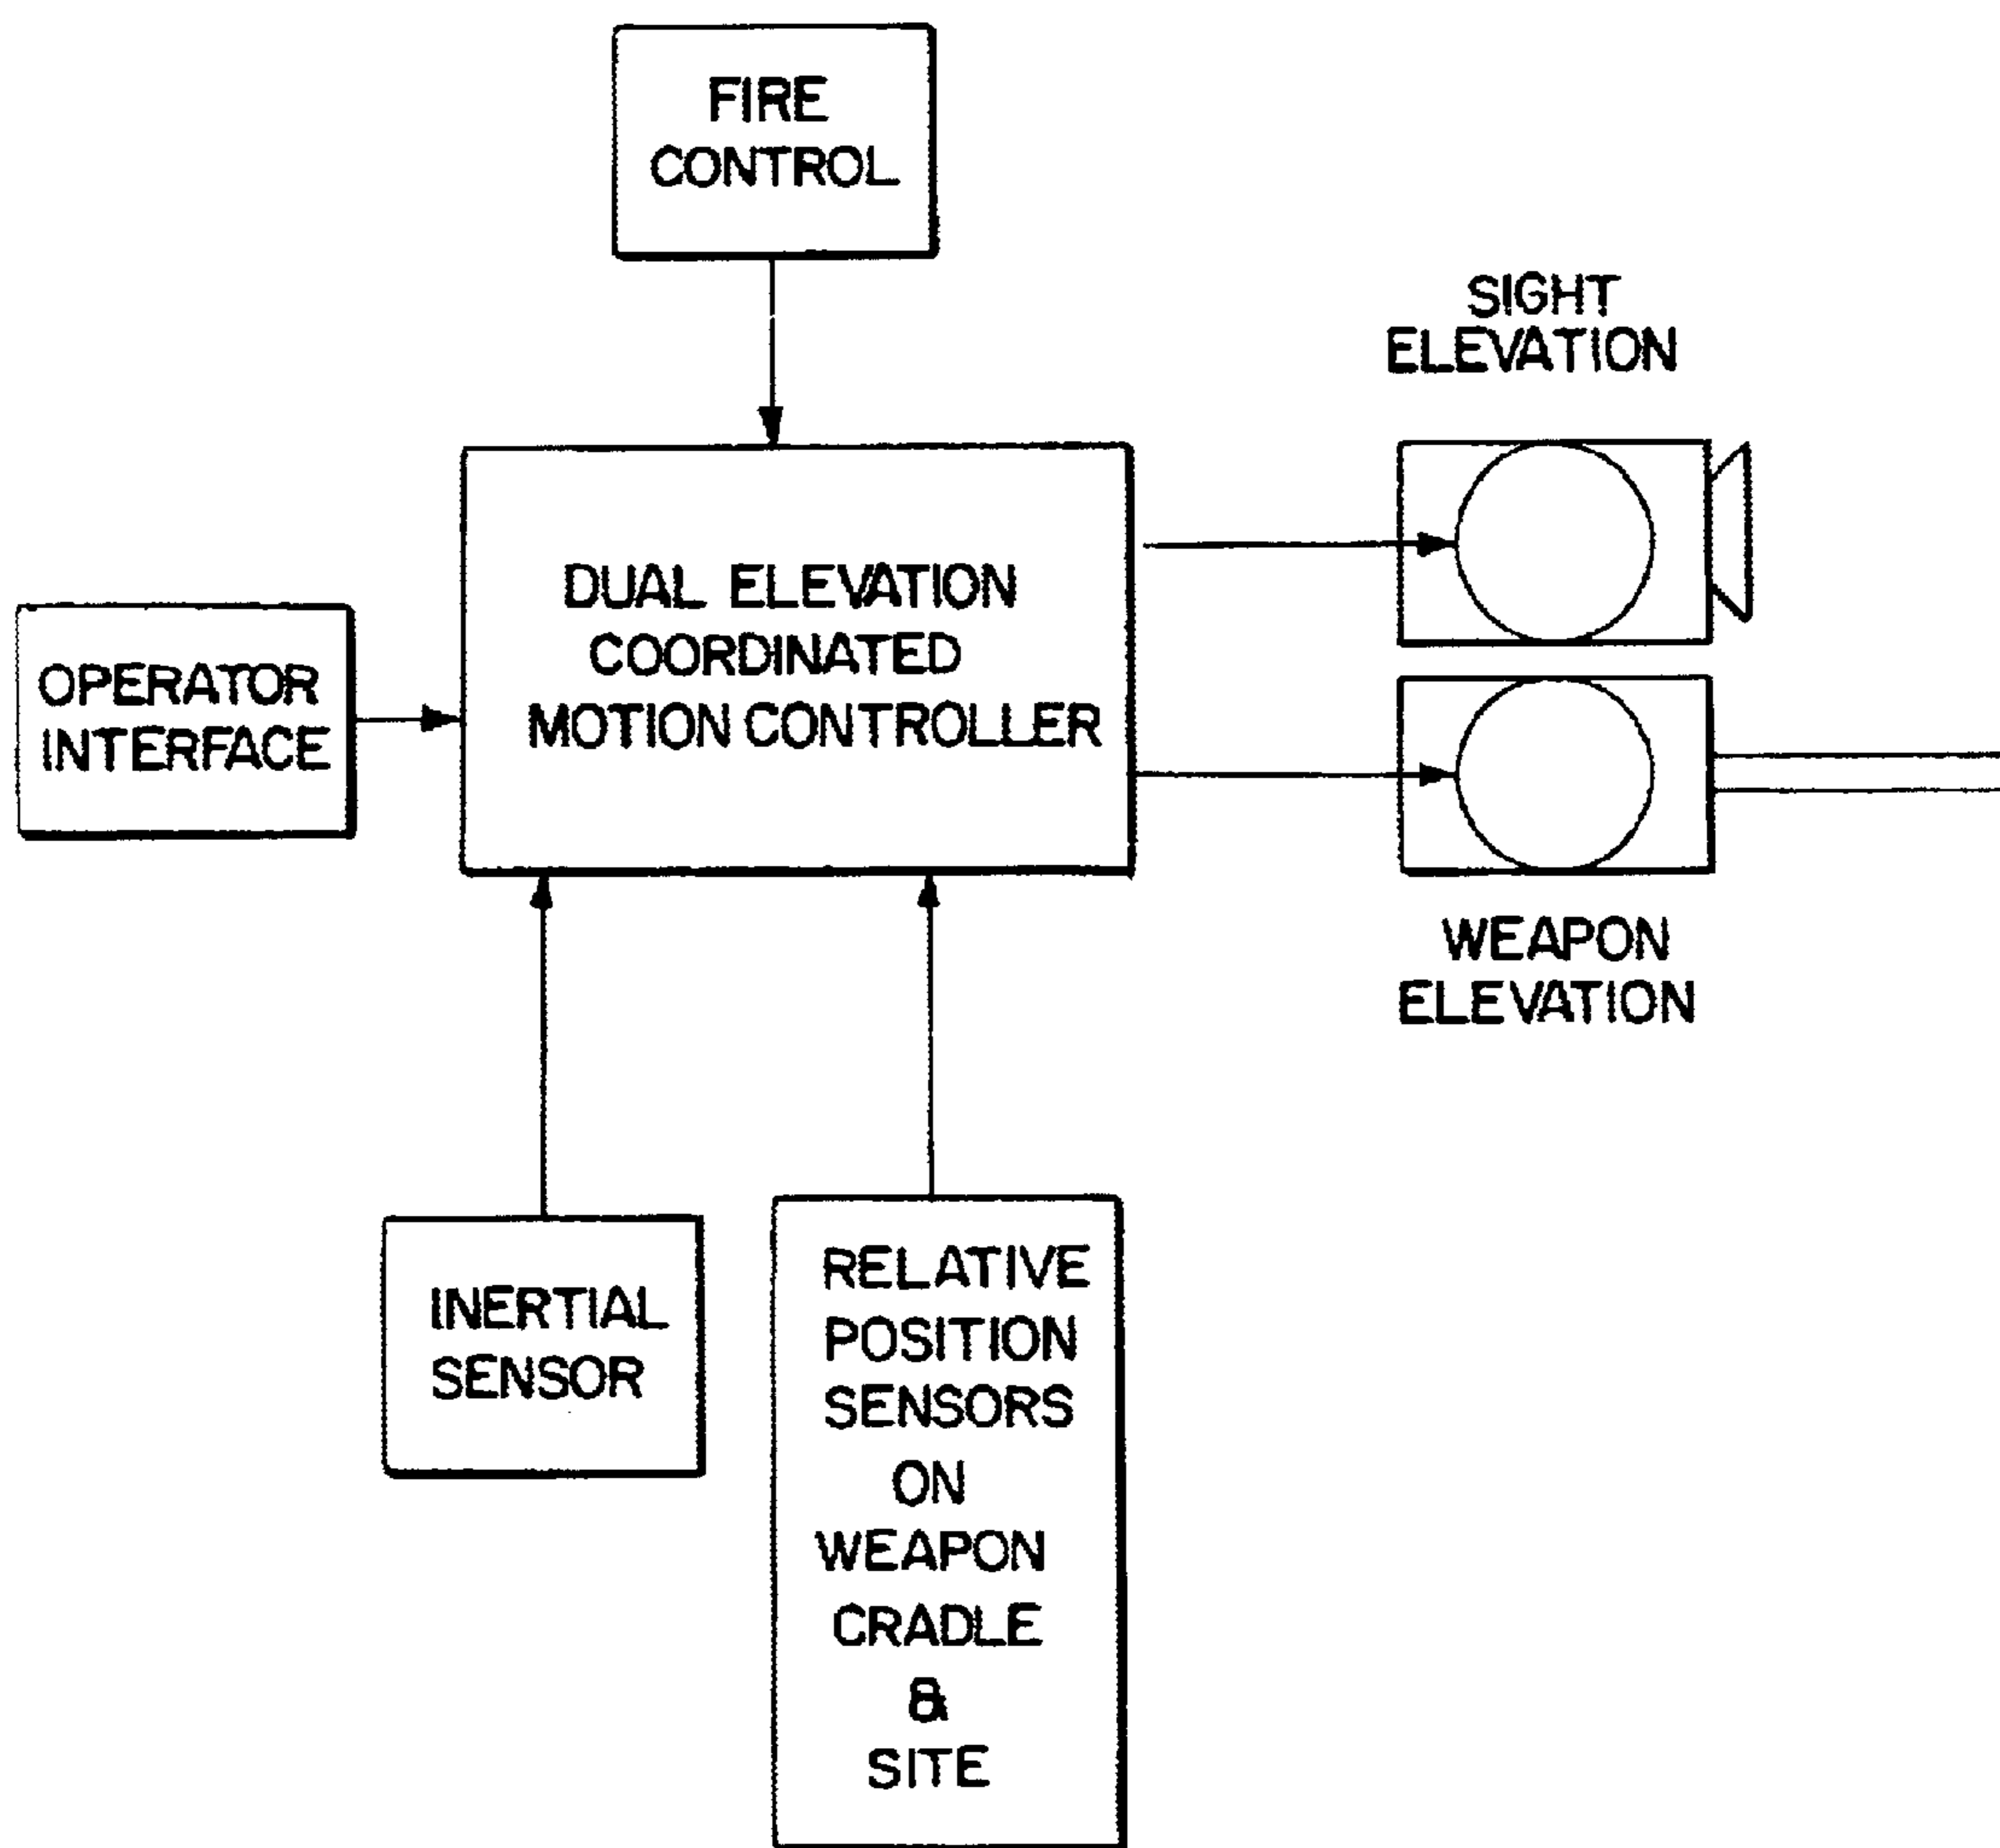 FIRE
CONTROL
SIGHT
ELEVATION
DUAL ELEVATION
COORDINATED
MOTION CONTROLLER
OPERATOR
INTERFACE
WEAPON
ELEVATION
INERTIAL
SENSOR
RELATIVE
POSITION
SENSORS
ON
WEAPON
CRADLE
&
SITE